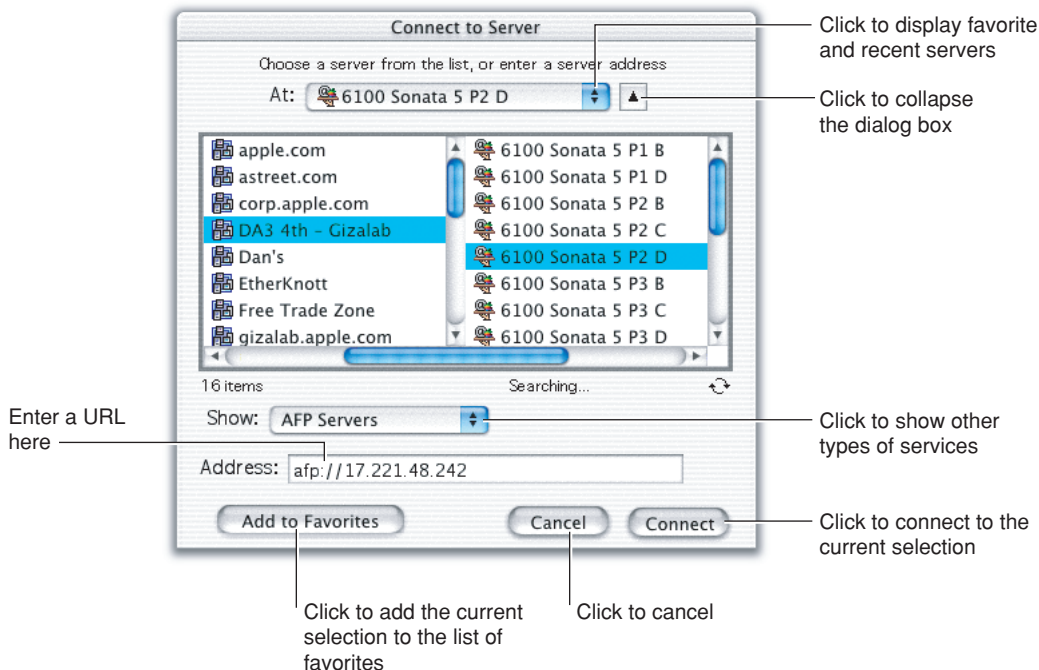 Connect to Server
Choose a server from the list, or enter a server address
At: 6100 Sonata 5 P2 D
Click to display favorite
and recent servers
Click to collapse
the dialog box
apple.com
astreet.com
corp.apple.com
DA3 4th - Gizalab
Dan's
EtherKnott
Free Trade Zone
gizalab.apple.com
6100 Sonata 5 P1 B
6100 Sonata 5 P1 D
6100 Sonata 5 P2 B
6100 Sonata 5 P2 C
6100 Sonata 5 P2 D
6100 Sonata 5 P3 B
6100 Sonata 5 P3 C
6100 Sonata 5 P3 D
16 items
Searching...
Enter a URL
here
Show: AFP Servers
Click to show other
types of services
Address: afp://17.221.48.242
Add to Favorites
Cancel
Connect
Click to connect to the
current selection
Click to add the current
selection to the list of
favorites
Click to cancel